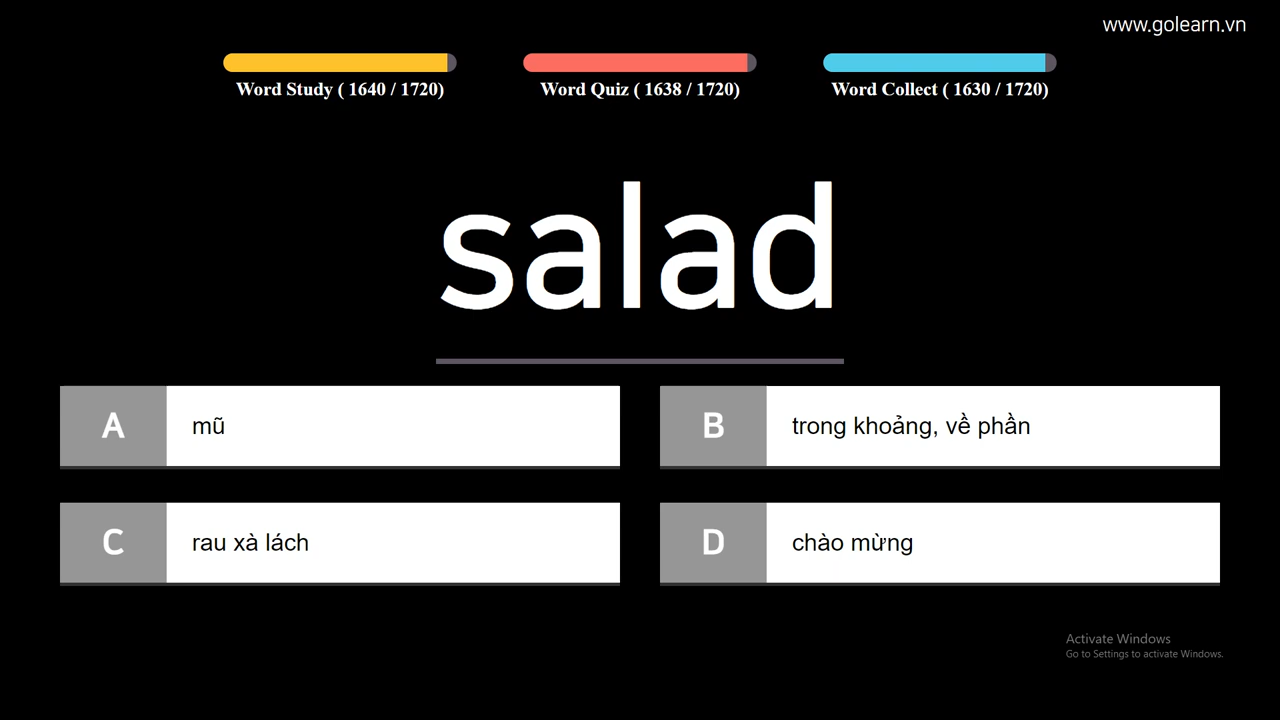 www.golearn.vn
Word Study ( 1640 / 1720)
Word Quiz ( 1638 / 1720)
Word Collect ( 1630 / 1720)
salad
A mũ
B trong khoảng, về phần
C rau xà lách
D chào mừng
Activate Windows
Go to Settings to activate Windows.